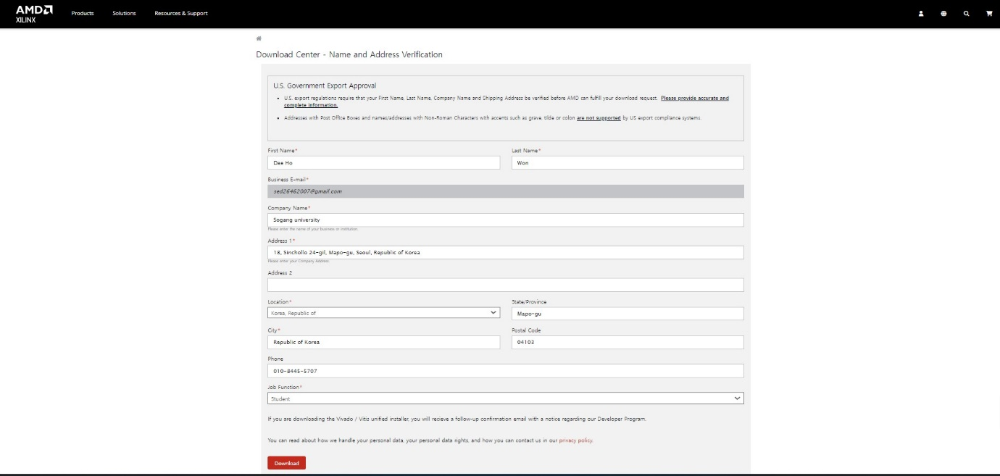 AMD
XILINX
Products Solutions Resources & Support
Download Center - Name and Address Verification
U.S. Government Export Approval
• U.S. export regulations require that your First Name, Last Name, Company Name and Shipping Address be verified before AMD can fulfill your download request. Please provide accurate and
complete information.
• Addresses with Post Office Boxes and names/addresses with Non-Roman Characters with accents such as grave, tilde or colon are not supported by US export compliance systems.
First Name* Last Name*
Dae Ho Won
Business E-mail*
sed26462007@gmail.com
Company Name*
Sogang university
Please enter the name of your business or institution.
Address 1*
18, Sinchollo 24-gil, Mapo-gu, Seoul, Republic of Korea
Please enter your Company Address.
Address 2
Location* State/Province
Korea, Republic of Mapo-gu
City* Postal Code
Republic of Korea 04103
Phone
010-8445-5707
Job Function*
Student
If you are downloading the Vivado / Vitis unified installer, you will recieve a follow-up confirmation email with a notice regarding our Developer Program.
You can read about how we handle your personal data, your personal data rights, and how you can contact us in our privacy policy.
Download